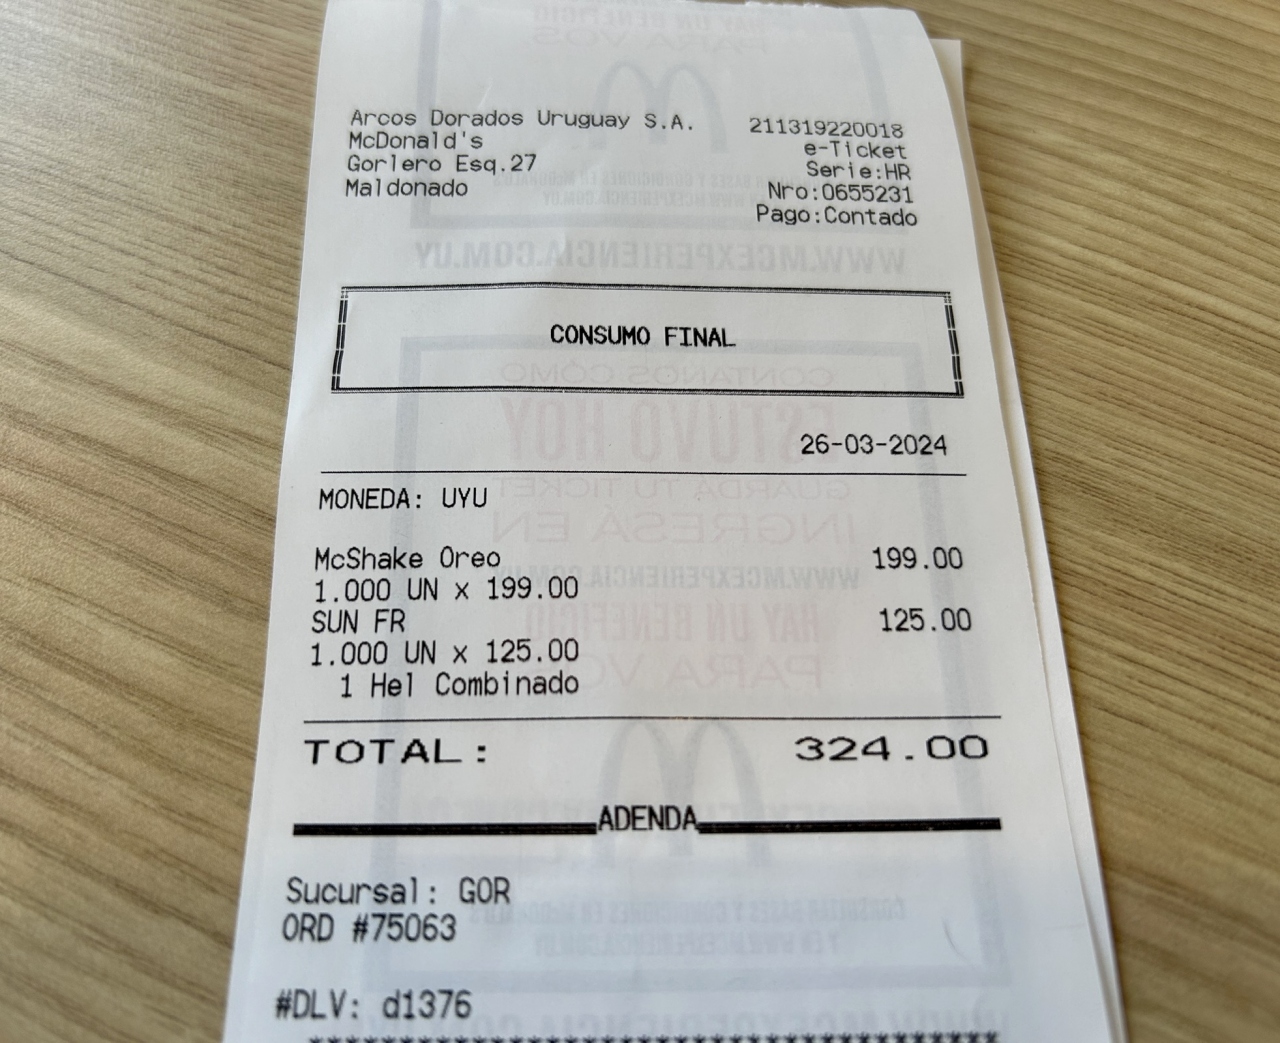 Arcos Dorados Uruguay S.A.
McDonald's
Gorlero Esq.27
Maldonado
211319220018
e-Ticket
Serie:HR
Nro:0655231
Pago:Contado
CONSUMO FINAL
26-03-2024
MONEDA: UYU
McShake Oreo 199.00
1.000 UN x 199.00
SUN FR 125.00
1.000 UN x 125.00
1 Hel Combinado
TOTAL: 324.00
ADENDA
Sucursal: GOR
ORD #75063
#DLV: d1376